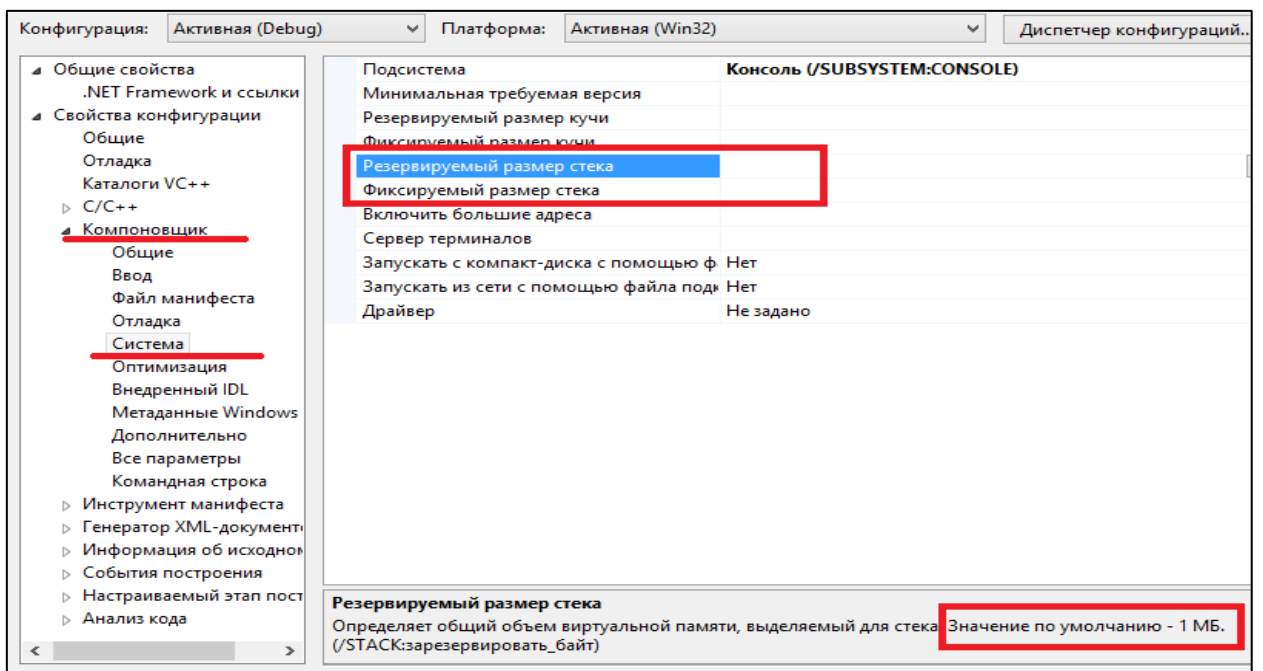 Конфигурация: Активная (Debug) Платформа: Активная (Win32) Диспетчер конфигураций...
Общие свойства
.NET Framework и ссылки
Свойства конфигурации
Общие
Отладка
Каталоги VC++
C/C++
Компоновщик
Общие
Ввод
Файл манифеста
Отладка
Система
Оптимизация
Внедренный IDL
Метаданные Windows
Дополнительно
Все параметры
Командная строка
Инструмент манифеста
Генератор XML-документ
Информация об исходном
События построения
Настраиваемый этап пост
Анализ кода
Подсистема Консоль (/SUBSYSTEM:CONSOLE)
Минимальная требуемая версия
Резервируемый размер кучи
Фиксируемый размер кучи
Резервируемый размер стека
Фиксируемый размер стека
Включить большие адреса
Сервер терминалов
Запускать с компакт-диска с помощью ф Нет
Запускать из сети с помощью файла подк Нет
Драйвер Не задано
Резервируемый размер стека
Определяет общий объем виртуальной памяти, выделяемый для стека. Значение по умолчанию - 1 МБ.
(/STACK:зарезервировать_байт)